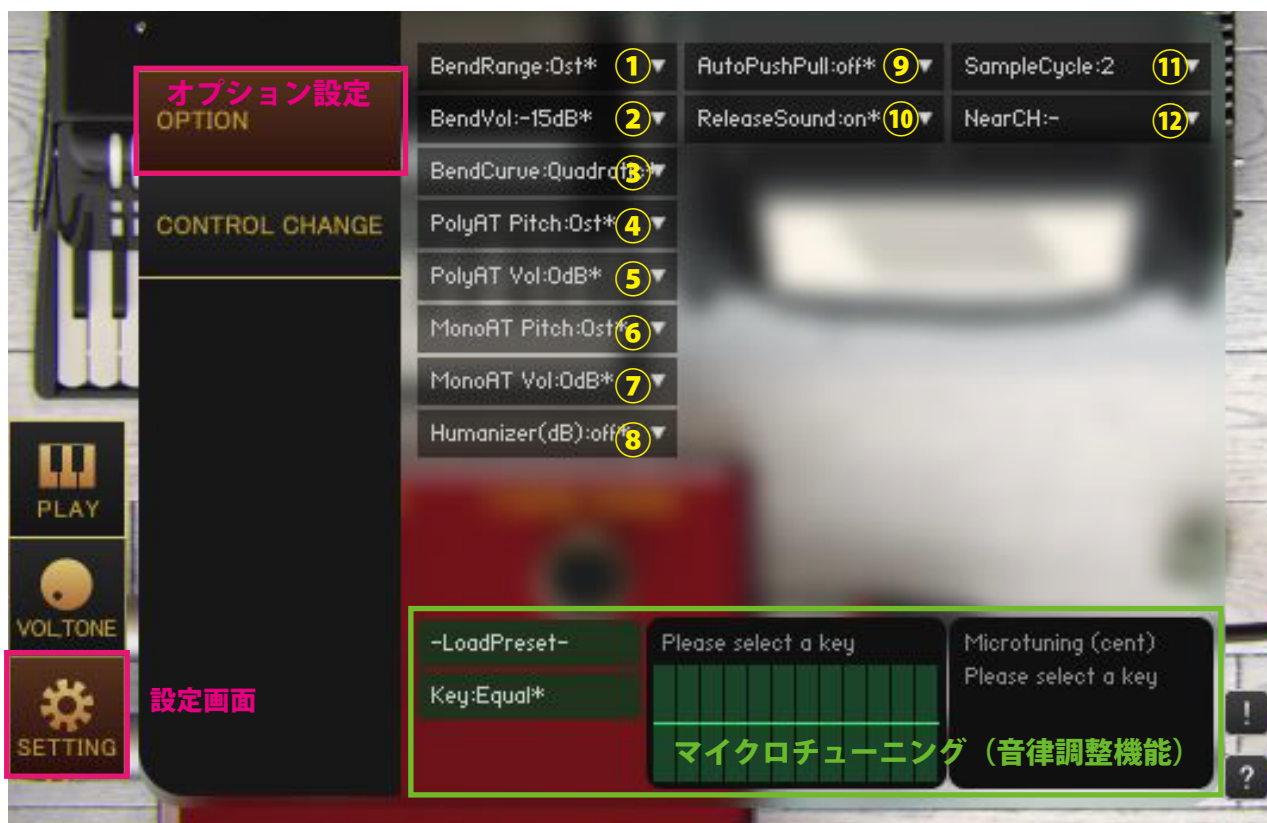 BendRange:0st* ①
AutoPushPull:off* ⑨
SampleCycle:2 ⑪
オプション設定
OPTION
BendVol:-15dB* ②
ReleaseSound:on* ⑩
NearCH:- ⑫
BendCurve:Quadratic* ③
CONTROL CHANGE
PolyAT Pitch:0st* ④
PolyAT Vol:0dB* ⑤
MonoAT Pitch:0st* ⑥
MonoAT Vol:0dB* ⑦
Humanizer(dB):off* ⑧
PLAY
VOL,TONE
SETTING
設定画面
-LoadPreset-
Key:Equal*
Please select a key
Microtuning (cent)
Please select a key
マイクロチューニング（音律調整機能）
!
?